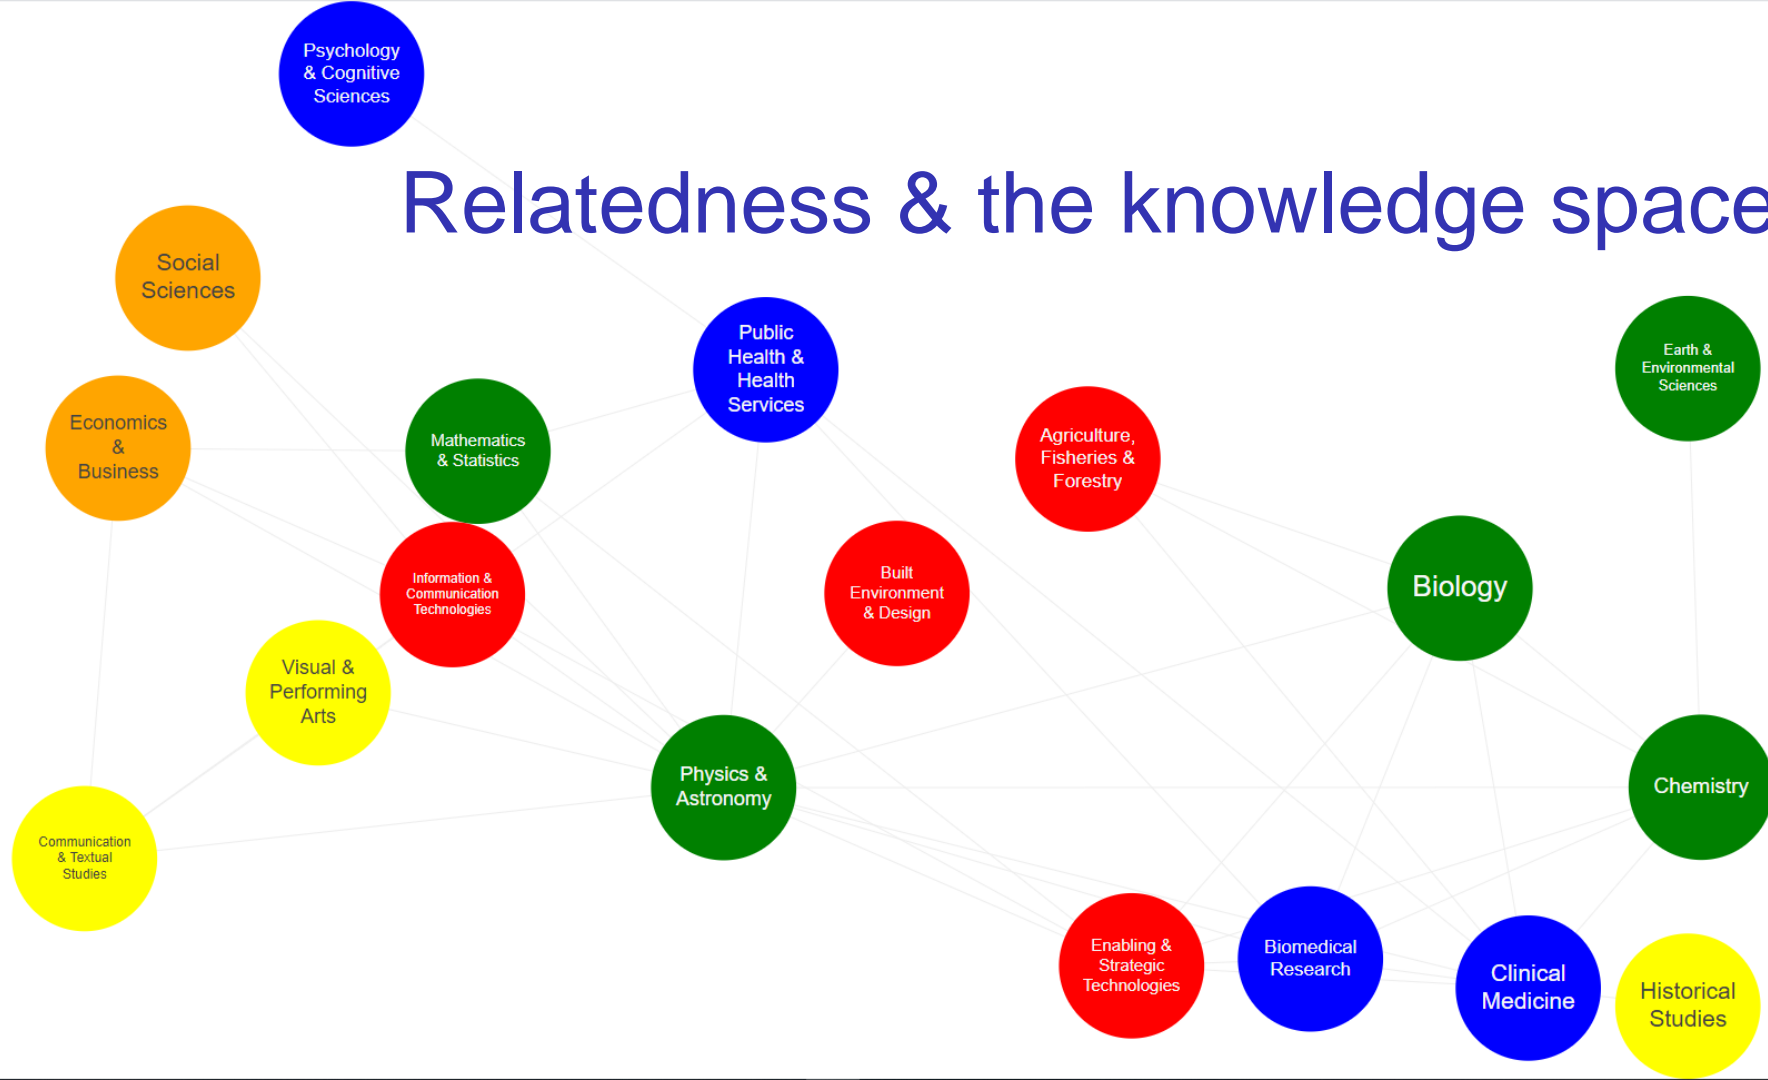 Psychology
& Cognitive
Sciences
Relatedness & the knowledge space
Social
Sciences
Public
Health &
Health
Services
Earth &
Environmental
Sciences
Economics
&
Business
Mathematics
& Statistics
Agriculture,
Fisheries &
Forestry
Information &
Communication
Technologies
Built
Environment
& Design
Biology
Visual &
Performing
Arts
Physics &
Astronomy
Chemistry
Communication
& Textual
Studies
Enabling &
Strategic
Technologies
Biomedical
Research
Clinical
Medicine
Historical
Studies